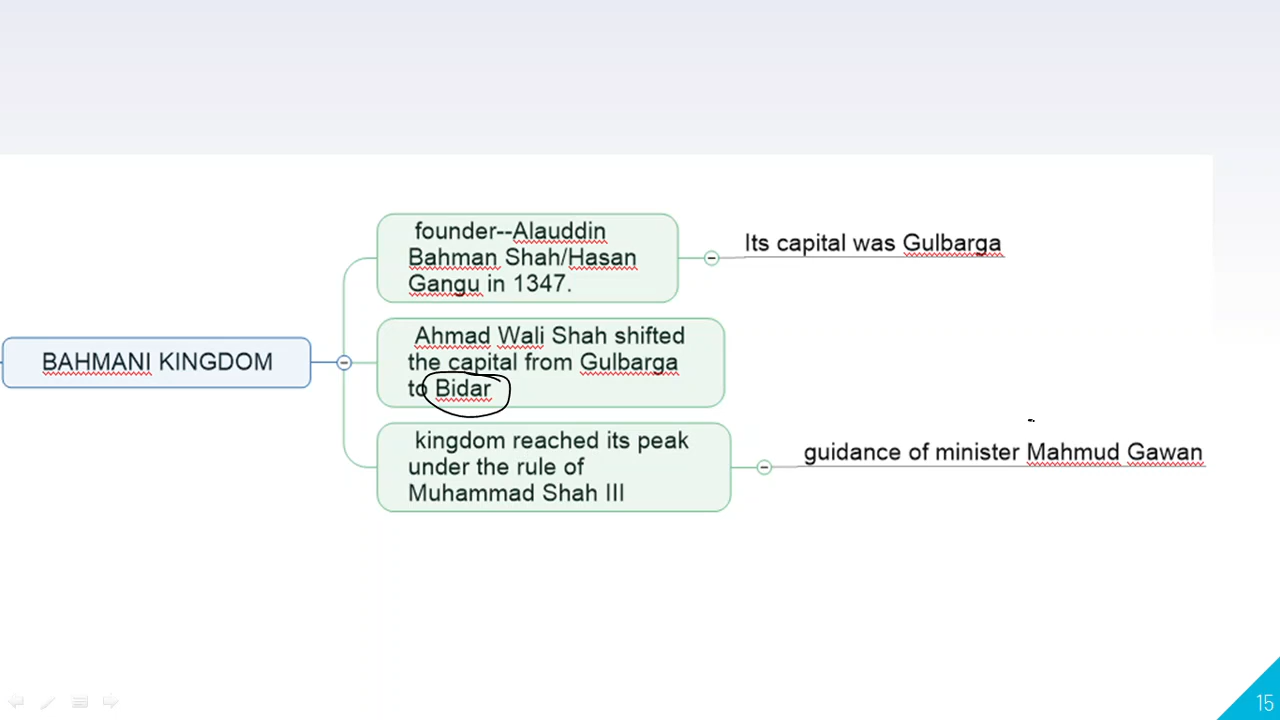 founder--Alauddin
Bahman Shah/Hasan
Gangu in 1347.
Its capital was Gulbarga
Ahmad Wali Shah shifted
the capital from Gulbarga
to Bidar
BAHMANI KINGDOM
kingdom reached its peak
under the rule of
Muhammad Shah III
guidance of minister Mahmud Gawan
15